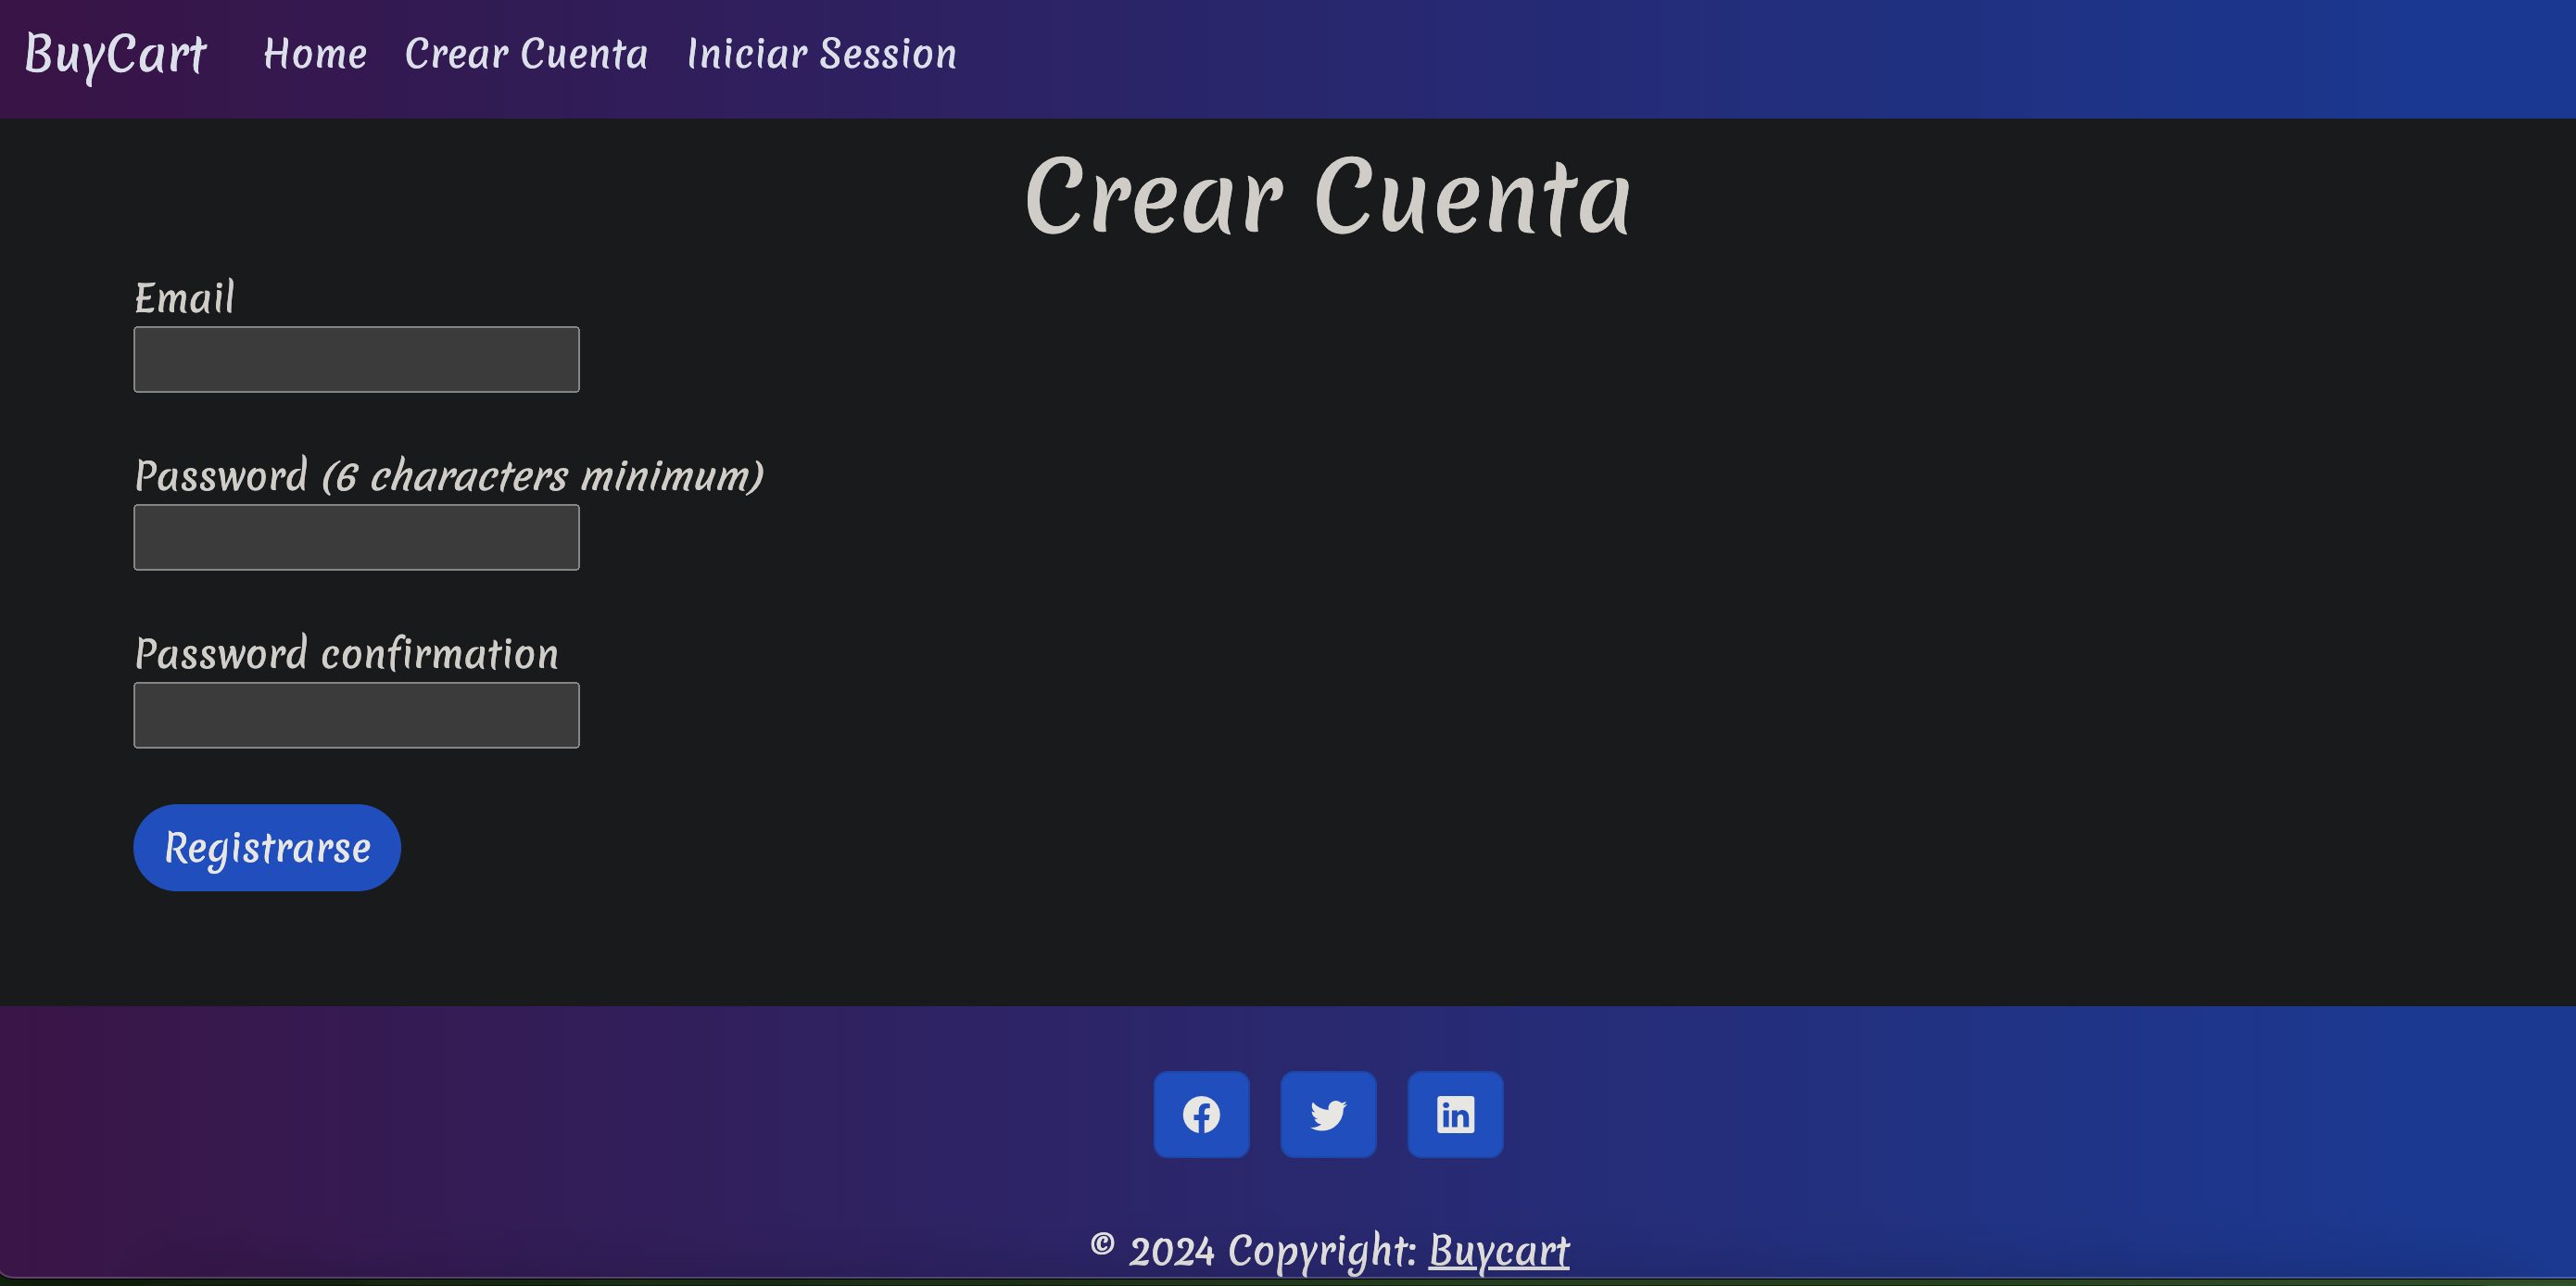 BuyCart Home Crear Cuenta Iniciar Session
Crear Cuenta
Email
Password (6 characters minimum)
Password confirmation
Registrarse
© 2024 Copyright: Buycart